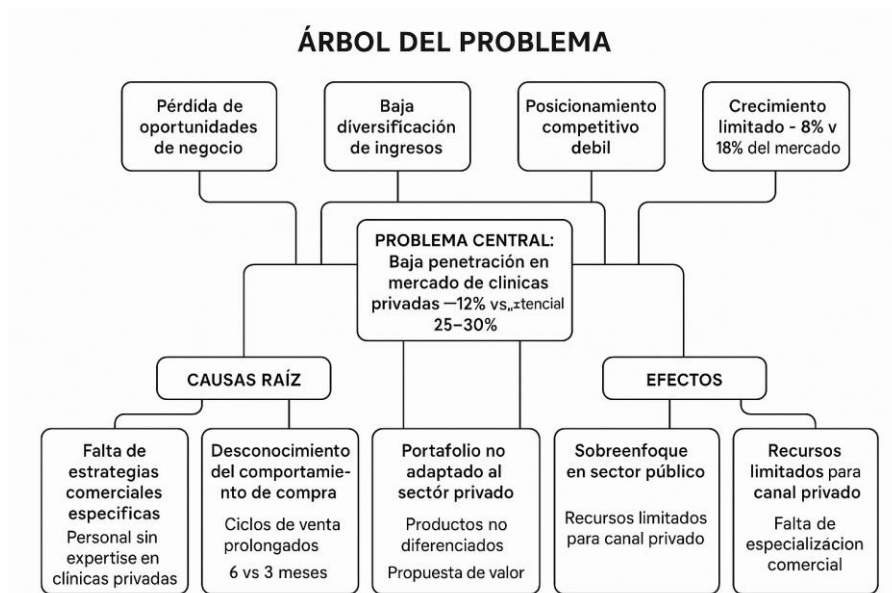 ÁRBOL DEL PROBLEMA
Pérdida de
oportunidades
de negocio
Baja
diversificación
de ingresos
Posicionamiento
competitivo
debil
Crecimiento
limitado - 8% v
18% del mercado
PROBLEMA CENTRAL:
Baja penetración en
mercado de clinicas
privadas —12% vs.
25–30%
CAUSAS RAÍZ
EFECTOS
Falta de
estrategias
comerciales
especificas
Personal sin
expertise en
clínicas privadas
Desconocimiento
del comportamie-
nto de compra
Ciclos de venta
prolongados
6 vs 3 meses
Portafolio no
adaptado al
sectór privado
Productos no
diferenciados
Propuesta de valor
Sobreenfoque
en sector público
Recursos limitados
para canal privado
Recursos
limitados para
canal privado
Falta de
especialización
comercial